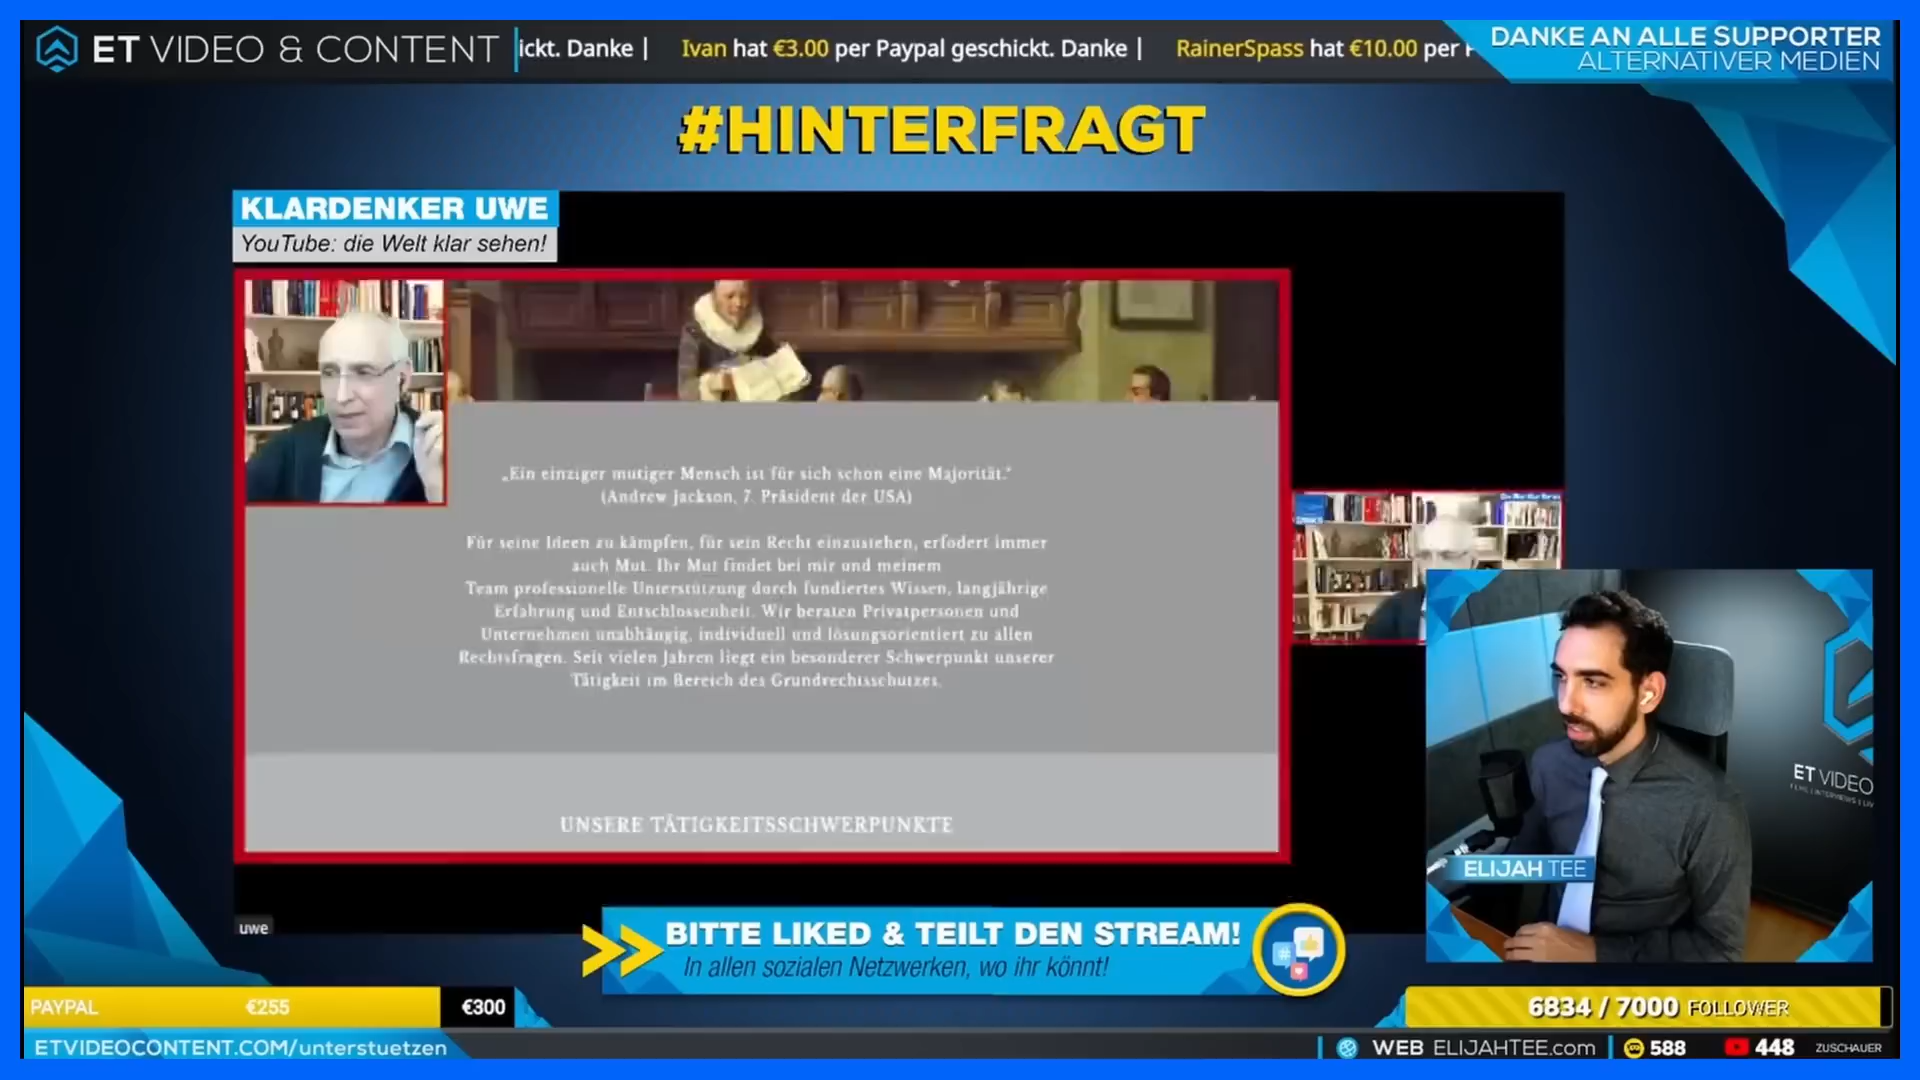 ET VIDEO & CONTENT
ickt. Danke | Ivan hat €3.00 per Paypal geschickt. Danke | RainerSpass hat €10.00 per
DANKE AN ALLE SUPPORTER
ALTERNATIVER MEDIEN
#HINTERFRAGT
KLARDENKER UWE
YouTube: die Welt klar sehen!
„Ein einziger mutiger Mensch ist für sich schon eine Majorität."
(Andrew Jackson, 7. Präsident der USA)
Für seine Ideen zu kämpfen, für sein Recht einzustehen, erfodert immer
auch Mut. Ihr Mut findet bei mir und meinem
Team professionelle Unterstützung durch fundiertes Wissen, langjährige
Erfahrung und Entschlossenheit. Wir beraten Privatpersonen und
Unternehmen unabhängig, individuell und lösungsorientiert zu allen
Rechtsfragen. Seit vielen Jahren liegt ein besonderer Schwerpunkt unserer
Tätigkeit im Bereich des Grundrechtsschutzes.
UNSERE TÄTIGKEITSSCHWERPUNKTE
ET VIDEO
ELIJAH TEE
uwe
BITTE LIKED & TEILT DEN STREAM!
In allen sozialen Netzwerken, wo ihr könnt!
PAYPAL €255 €300
6834 / 7000 FOLLOWER
ETVIDEOCONTENT.COM/unterstuetzen
WEB ELIJAHTEE.com 588 448 ZUSCHAUER